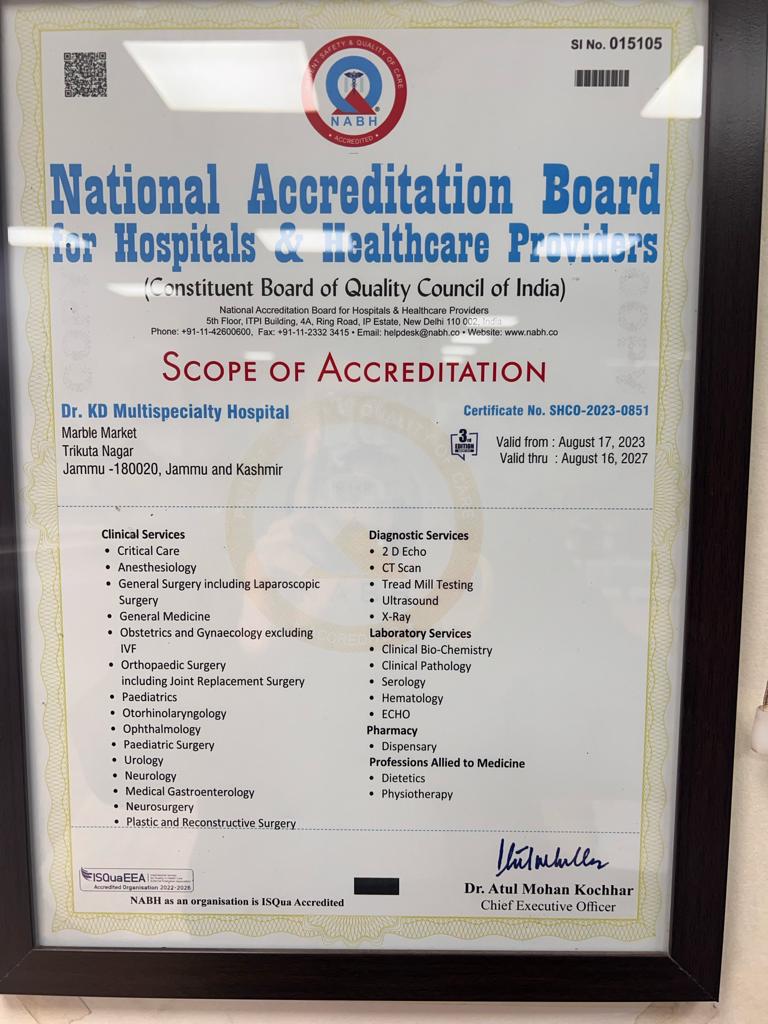 SI No. 015105
PATIENT SAFETY & QUALITY OF CARE
NABH
ACCREDITED
National Accreditation Board
for Hospitals & Healthcare Providers
(Constituent Board of Quality Council of India)
National Accreditation Board for Hospitals & Healthcare Providers
5th Floor, ITPI Building, 4A, Ring Road, IP Estate, New Delhi 110 002, India
Phone: +91-11-42600600, Fax: +91-11-2332 3415 • Email: helpdesk@nabh.co • Website: www.nabh.co
SCOPE OF ACCREDITATION
Dr. KD Multispecialty Hospital
Marble Market
Trikuta Nagar
Jammu -180020, Jammu and Kashmir
Certificate No. SHCO-2023-0851
3rd
EDITION
Valid from : August 17, 2023
Valid thru : August 16, 2027
Clinical Services
• Critical Care
• Anesthesiology
• General Surgery including Laparoscopic
Surgery
• General Medicine
• Obstetrics and Gynaecology excluding
IVF
• Orthopaedic Surgery
including Joint Replacement Surgery
• Paediatrics
• Otorhinolaryngology
• Ophthalmology
• Paediatric Surgery
• Urology
• Neurology
• Medical Gastroenterology
• Neurosurgery
• Plastic and Reconstructive Surgery
Diagnostic Services
• 2 D Echo
• CT Scan
• Tread Mill Testing
• Ultrasound
• X-Ray
Laboratory Services
• Clinical Bio-Chemistry
• Clinical Pathology
• Serology
• Hematology
• ECHO
Pharmacy
• Dispensary
Professions Allied to Medicine
• Dietetics
• Physiotherapy
ISQuaEEA
Accredited Organisation 2022-2026
NABH as an organisation is ISQua Accredited
Dr. Atul Mohan Kochhar
Chief Executive Officer